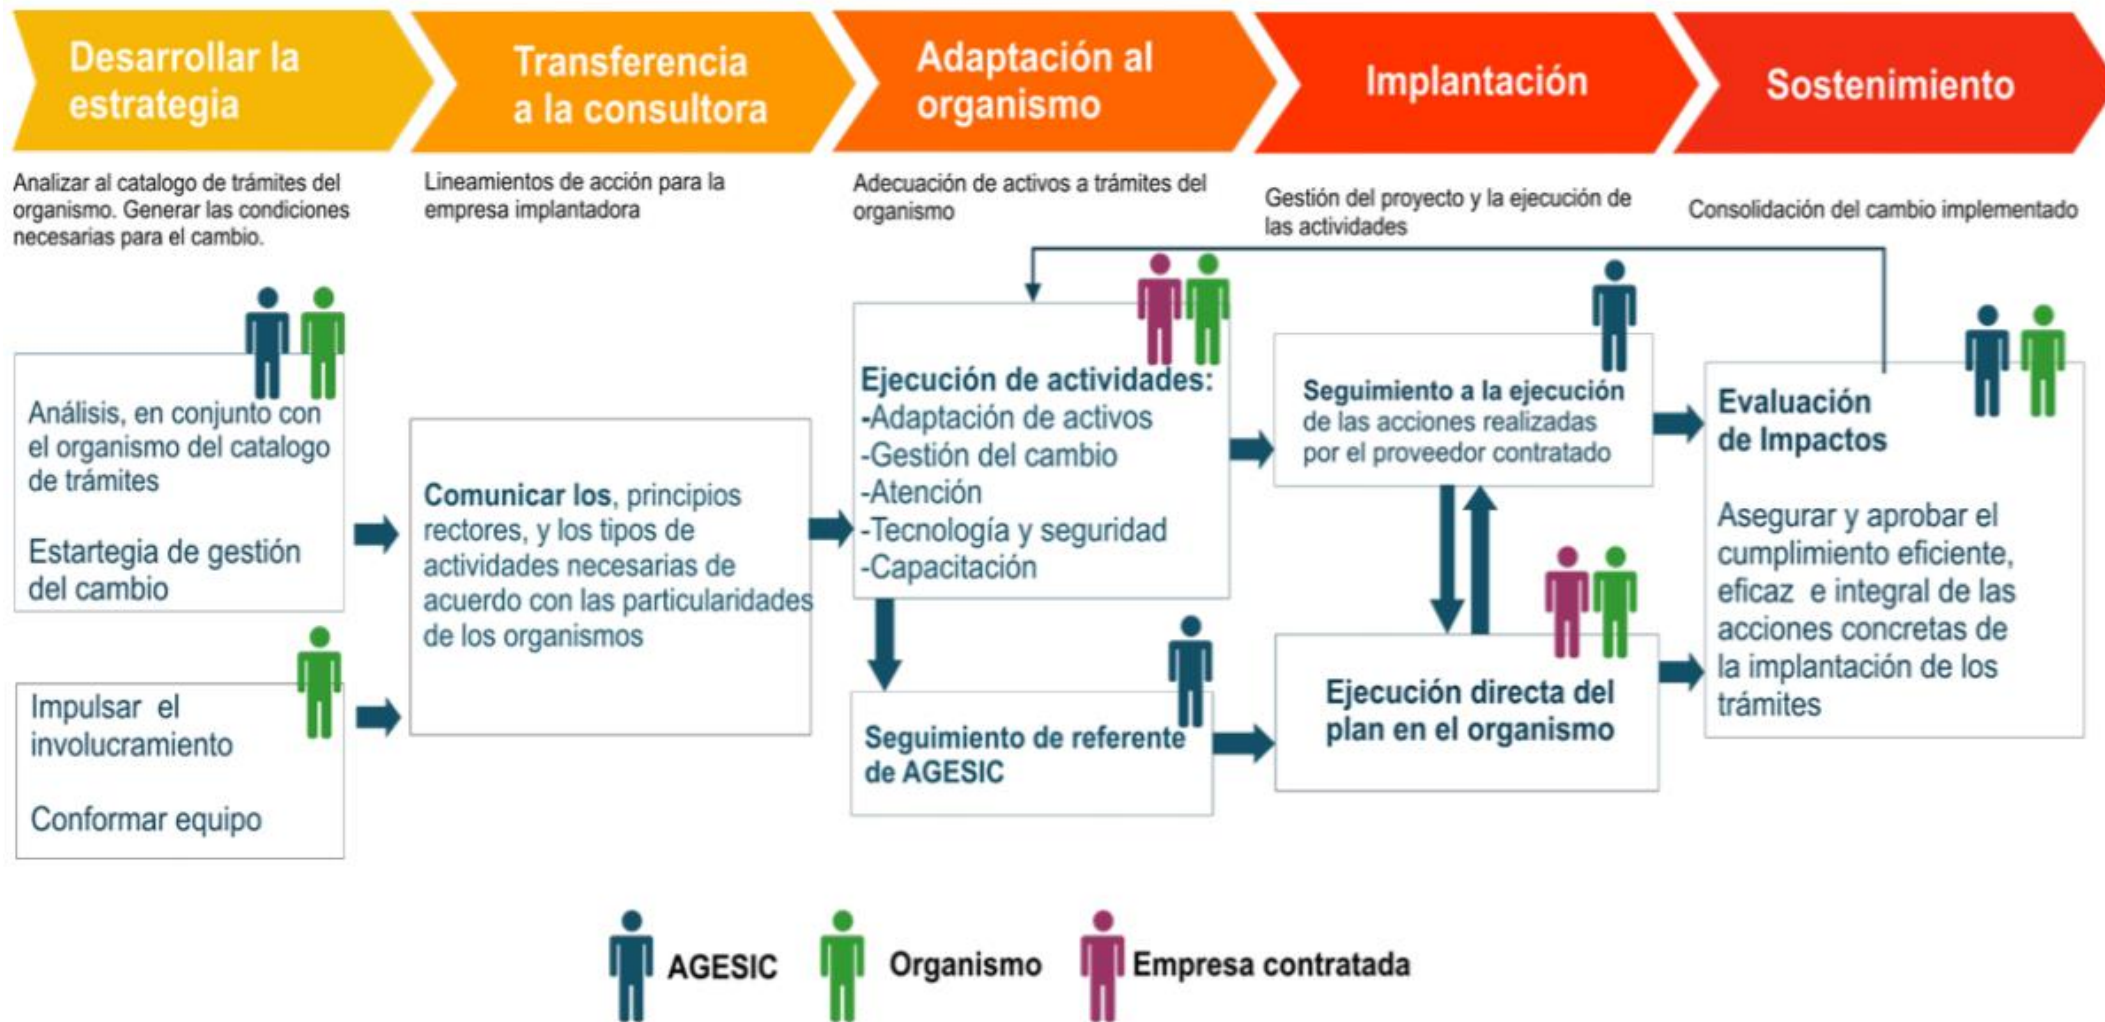 Desarrollar la
estrategia
Transferencia
a la consultora
Adaptación al
organismo
Implantación
Sostenimiento
Analizar al catalogo de trámites del
organismo. Generar las condiciones
necesarias para el cambio.
Lineamientos de acción para la
empresa implantadora
Adecuación de activos a trámites del
organismo
Gestión del proyecto y la ejecución de
las actividades
Consolidación del cambio implementado
Análisis, en conjunto con
el organismo del catalogo
de trámites
Estartegia de gestión
del cambio
Impulsar el
involucramiento
Conformar equipo
Comunicar los, principios
rectores, y los tipos de
actividades necesarias de
acuerdo con las particularidades
de los organismos
Ejecución de actividades:
-Adaptación de activos
-Gestión del cambio
-Atención
-Tecnología y seguridad
-Capacitación
Seguimiento de referente
de AGESIC
Seguimiento a la ejecución
de las acciones realizadas
por el proveedor contratado
Ejecución directa del
plan en el organismo
Evaluación
de Impactos
Asegurar y aprobar el
cumplimiento eficiente,
eficaz e integral de las
acciones concretas de
la implantación de los
trámites
AGESIC
Organismo
Empresa contratada